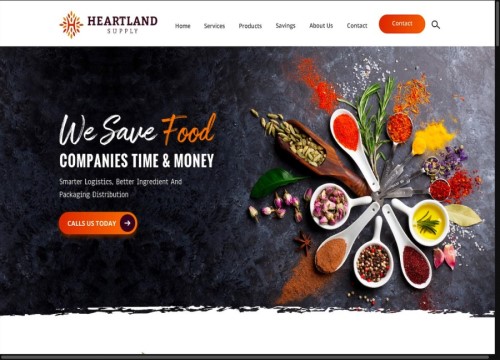 HEARTLAND
SUPPLY
Home Services Products Savings About Us Contact Contact
We Save Food
COMPANIES TIME & MONEY
Smarter Logistics, Better Ingredient And
Packaging Distribution
CALLS US TODAY